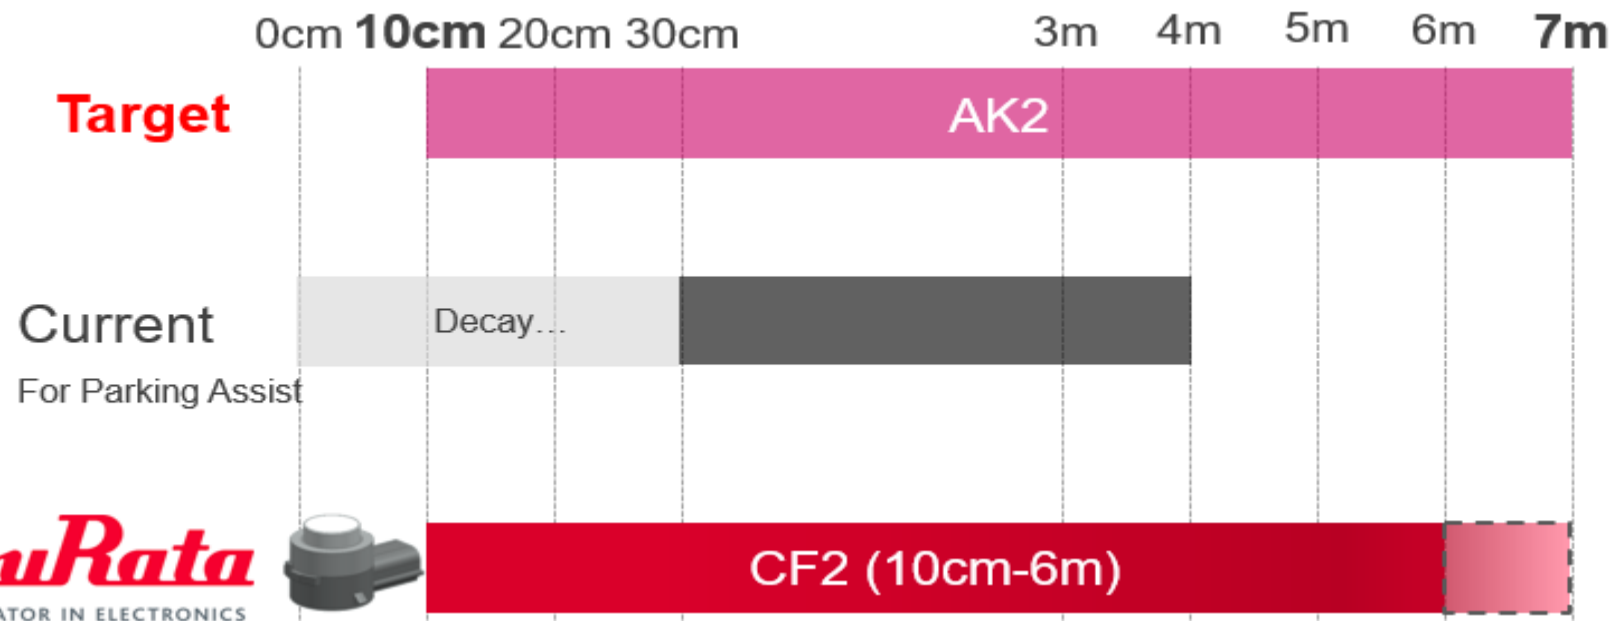 0cm 10cm 20cm 30cm 3m 4m 5m 6m 7m
Target AK2
Current Decay...
For Parking Assist
uRata CF2 (10cm-6m)
ATOR IN ELECTRONICS